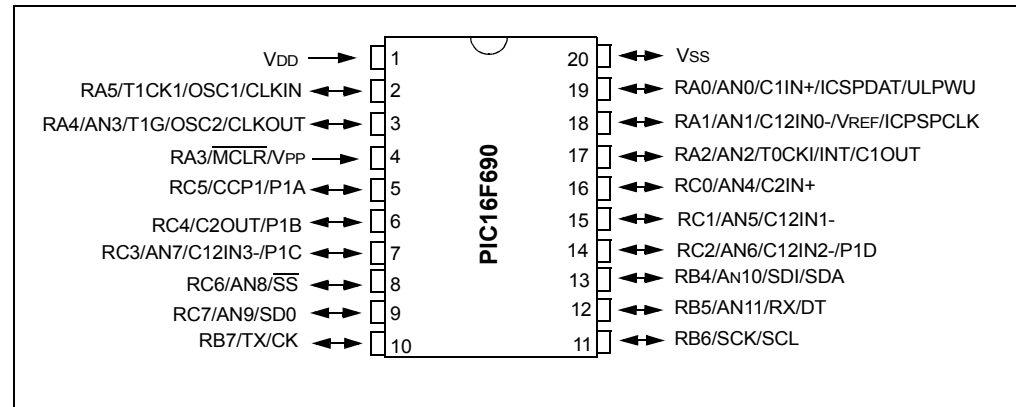 VDD 1
RA5/T1CK1/OSC1/CLKIN 2
RA4/AN3/T1G/OSC2/CLKOUT 3
RA3/MCLR/VPP 4
RC5/CCP1/P1A 5
RC4/C2OUT/P1B 6
RC3/AN7/C12IN3-/P1C 7
RC6/AN8/SS 8
RC7/AN9/SD0 9
RB7/TX/CK 10
PIC16F690
20 VSS
19 RA0/AN0/C1IN+/ICSPDAT/ULPWU
18 RA1/AN1/C12IN0-/VREF/ICPSPCLK
17 RA2/AN2/T0CKI/INT/C1OUT
16 RC0/AN4/C2IN+
15 RC1/AN5/C12IN1-
14 RC2/AN6/C12IN2-/P1D
13 RB4/AN10/SDI/SDA
12 RB5/AN11/RX/DT
11 RB6/SCK/SCL